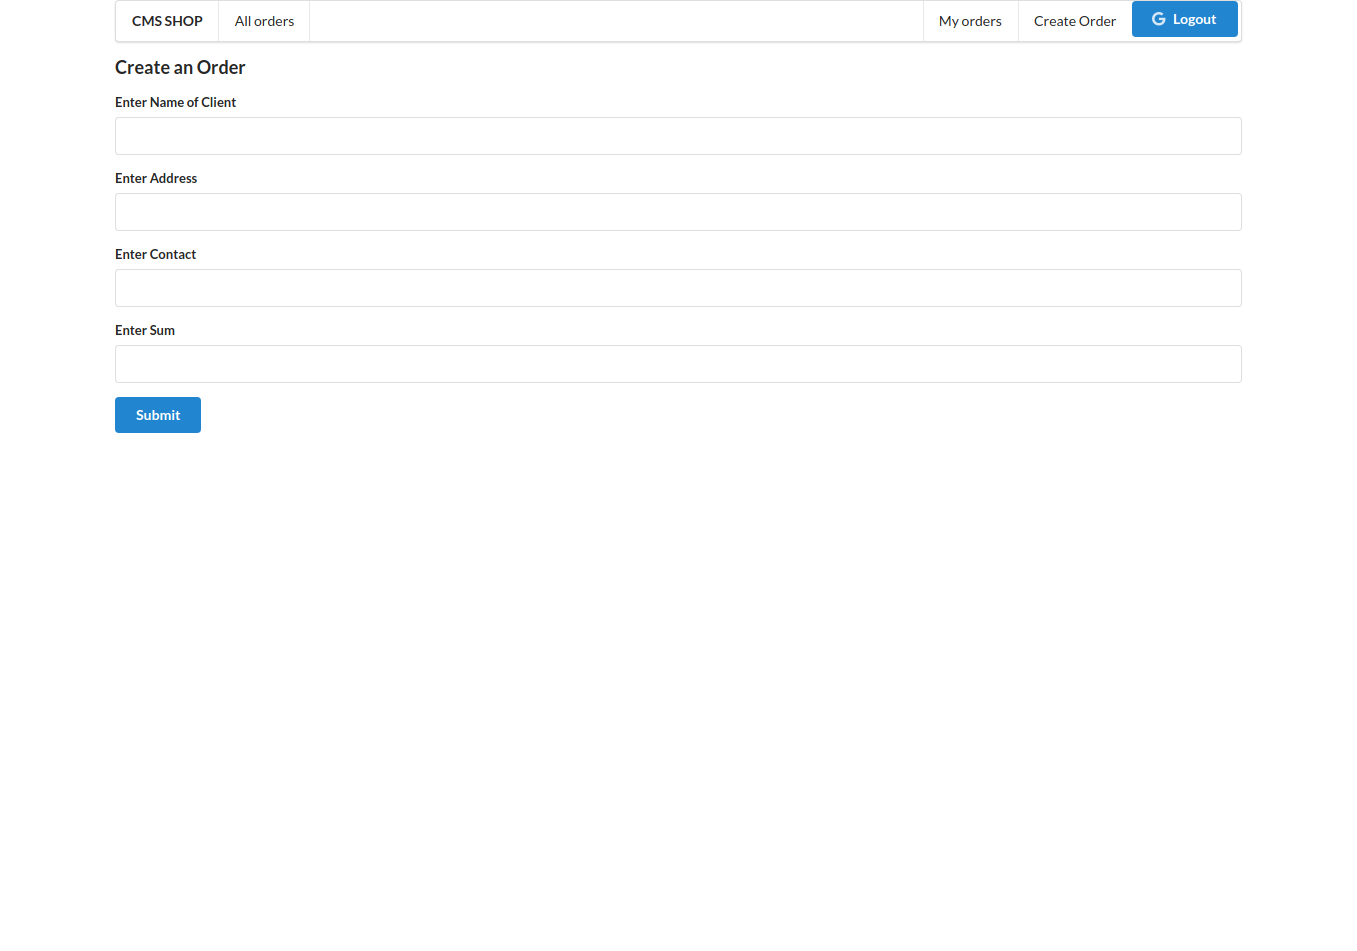 CMS SHOP All orders My orders Create Order Logout
Create an Order
Enter Name of Client
Enter Address
Enter Contact
Enter Sum
Submit